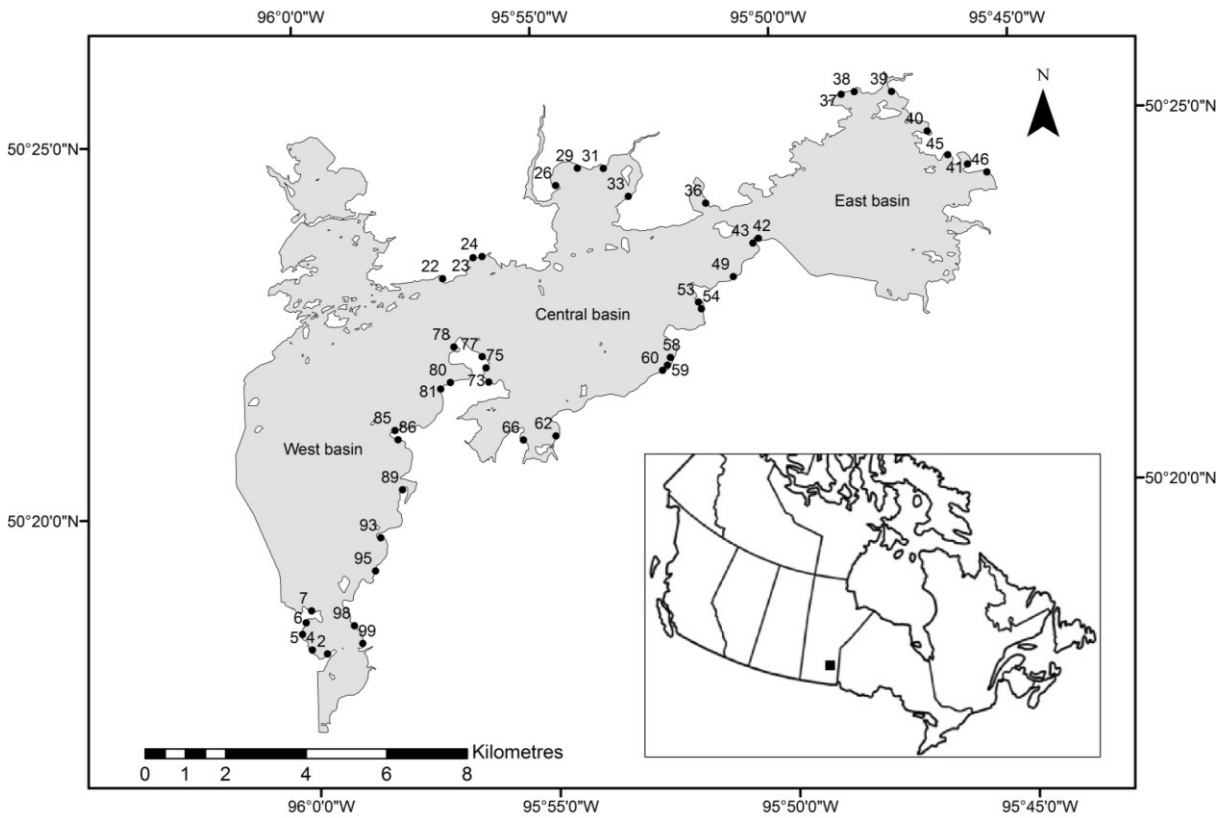 96°0'0"W 95°55'0"W 95°50'0"W 95°45'0"W
N
38 39
37
50°25'0"N
40
50°25'0"N
29 31
45
26
41 46
33
36
East basin
43 42
24
22 23
49
53 54
Central basin
78 77 75
58
60 59
80 73
81
85 86
62
66
West basin
89
50°20'0"N
50°20'0"N
93
95
7
6
98
5 4 2
99
Kilometres
0 1 2 4 6 8
96°0'0"W 95°55'0"W 95°50'0"W 95°45'0"W